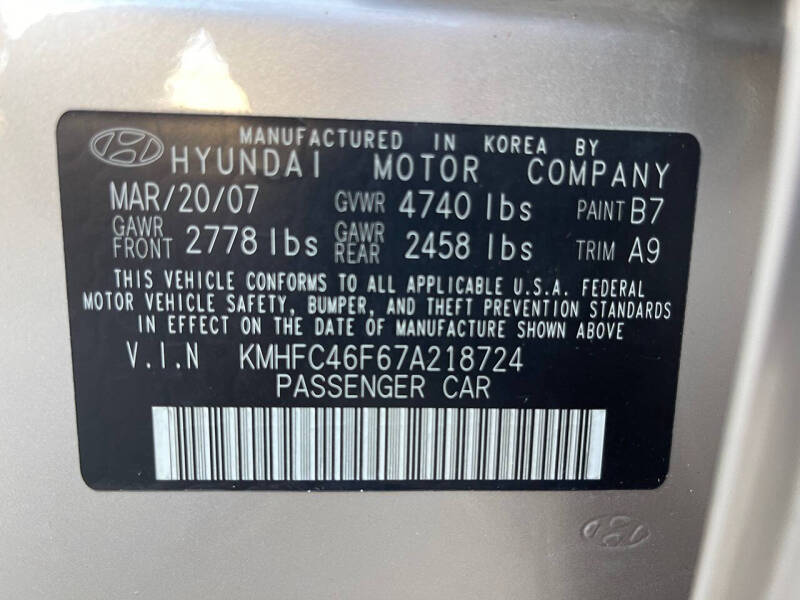 MANUFACTURED IN KOREA BY
HYUNDAI MOTOR COMPANY
MAR/20/07 GVWR 4740 lbs PAINT B7
GAWR FRONT 2778 lbs GAWR REAR 2458 lbs TRIM A9
THIS VEHICLE CONFORMS TO ALL APPLICABLE U.S.A. FEDERAL
MOTOR VEHICLE SAFETY, BUMPER, AND THEFT PREVENTION STANDARDS
IN EFFECT ON THE DATE OF MANUFACTURE SHOWN ABOVE
V.I.N KMHFC46F67A218724
PASSENGER CAR